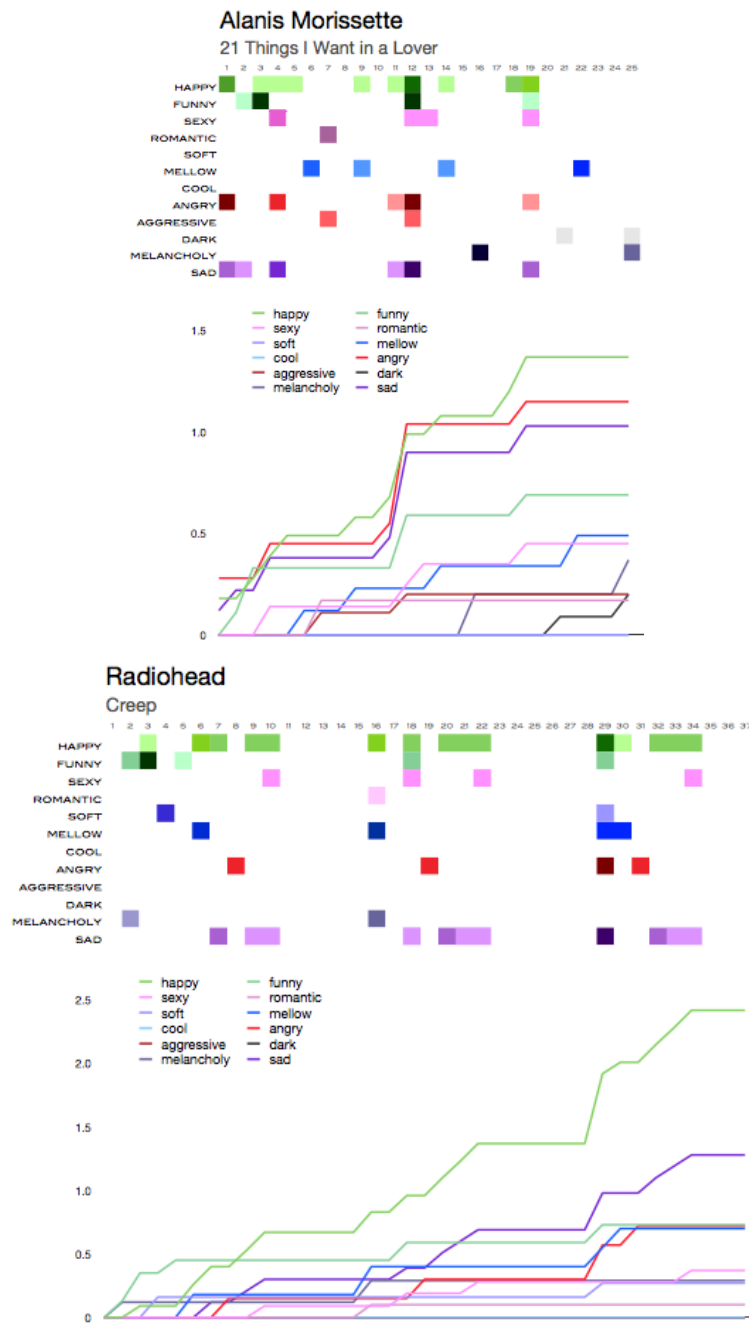 Alanis Morissette
21 Things I Want in a Lover
1 2 3 4 5 6 7 8 9 10 11 12 13 14 15 16 17 18 19 20 21 22 23 24 25
HAPPY
FUNNY
SEXY
ROMANTIC
SOFT
MELLOW
COOL
ANGRY
AGGRESSIVE
DARK
MELANCHOLY
SAD
happy funny
sexy romantic
soft mellow
cool angry
aggressive dark
melancholy sad
1.5
1.0
0.5
0
Radiohead
Creep
1 2 3 4 5 6 7 8 9 10 11 12 13 14 15 16 17 18 19 20 21 22 23 24 25 26 27 28 29 30 31 32 33 34 35 36 37
HAPPY
FUNNY
SEXY
ROMANTIC
SOFT
MELLOW
COOL
ANGRY
AGGRESSIVE
DARK
MELANCHOLY
SAD
happy funny
sexy romantic
soft mellow
cool angry
aggressive dark
melancholy sad
2.5
2.0
1.5
1.0
0.5
0